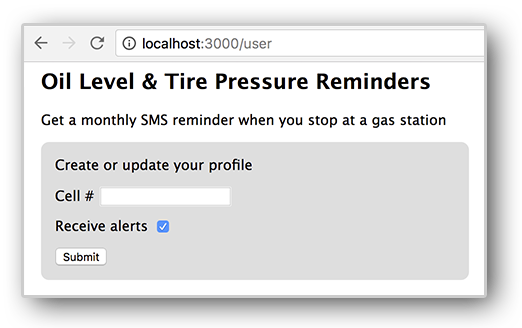 localhost:3000/user
Oil Level & Tire Pressure Reminders
Get a monthly SMS reminder when you stop at a gas station
Create or update your profile
Cell #
Receive alerts
Submit